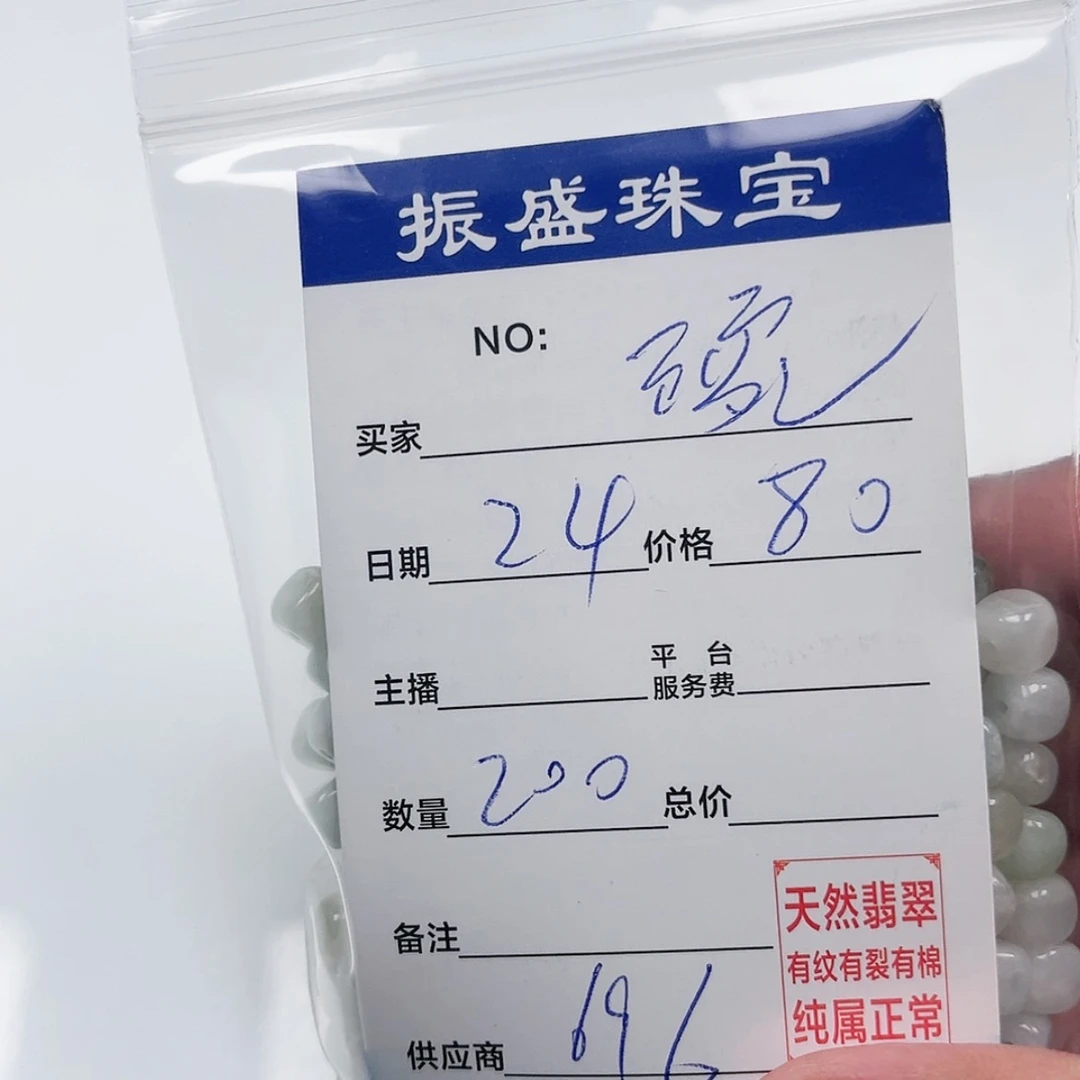 振盛珠宝
NO:
买家
日期 24 价格 80
主播 平台服务费
数量 200 总价
备注
天然翡翠
有纹有裂有棉
纯属正常
供应商 696